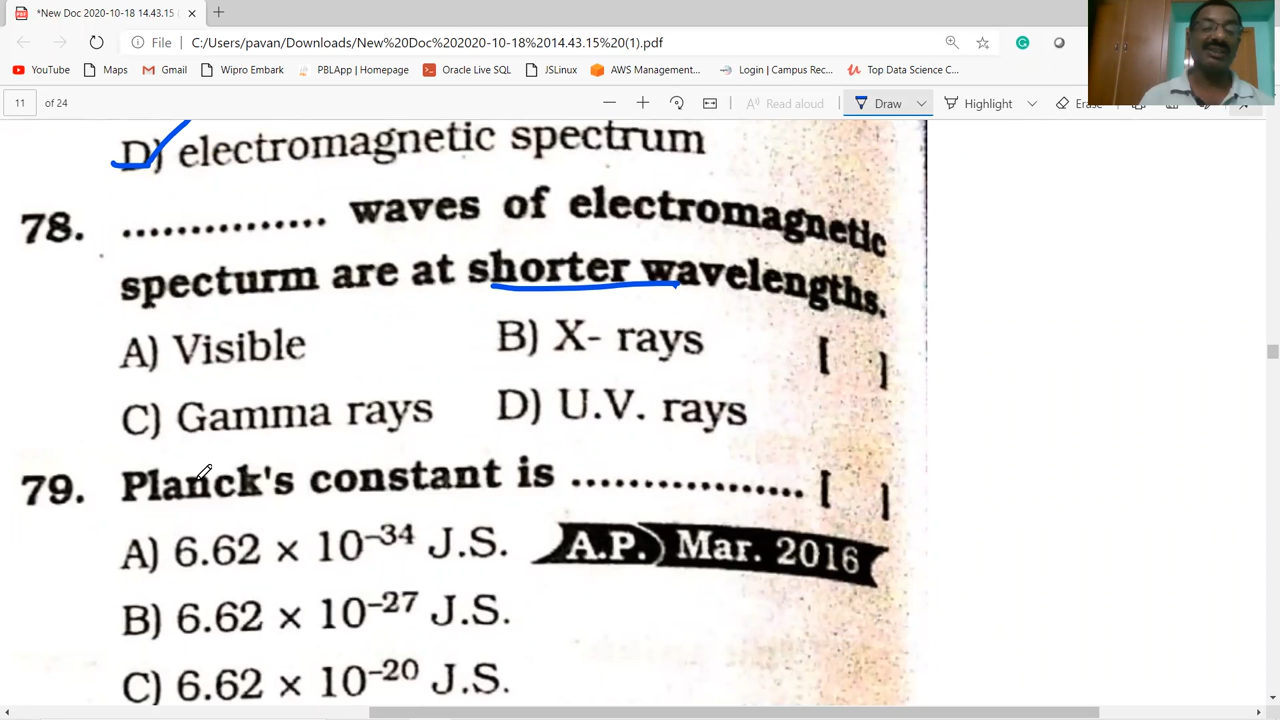 *New Doc 2020-10-18 14.43.15
File C:/Users/pavan/Downloads/New%20Doc%202020-10-18%2014.43.15%20(1).pdf
YouTube Maps Gmail Wipro Embark PBLApp | Homepage Oracle Live SQL JSLinux AWS Management... Login | Campus Rec... Top Data Science C...
11 of 24 Read aloud Draw Highlight Erase
D) electromagnetic spectrum
78. ............... waves of electromagnetic
specturm are at shorter wavelengths.
A) Visible B) X- rays [ ]
C) Gamma rays D) U.V. rays
79. Planck's constant is ................. [ ]
A) 6.62 × 10⁻³⁴ J.S. A.P. Mar. 2016
B) 6.62 × 10⁻²⁷ J.S.
C) 6.62 × 10⁻²⁰ J.S.